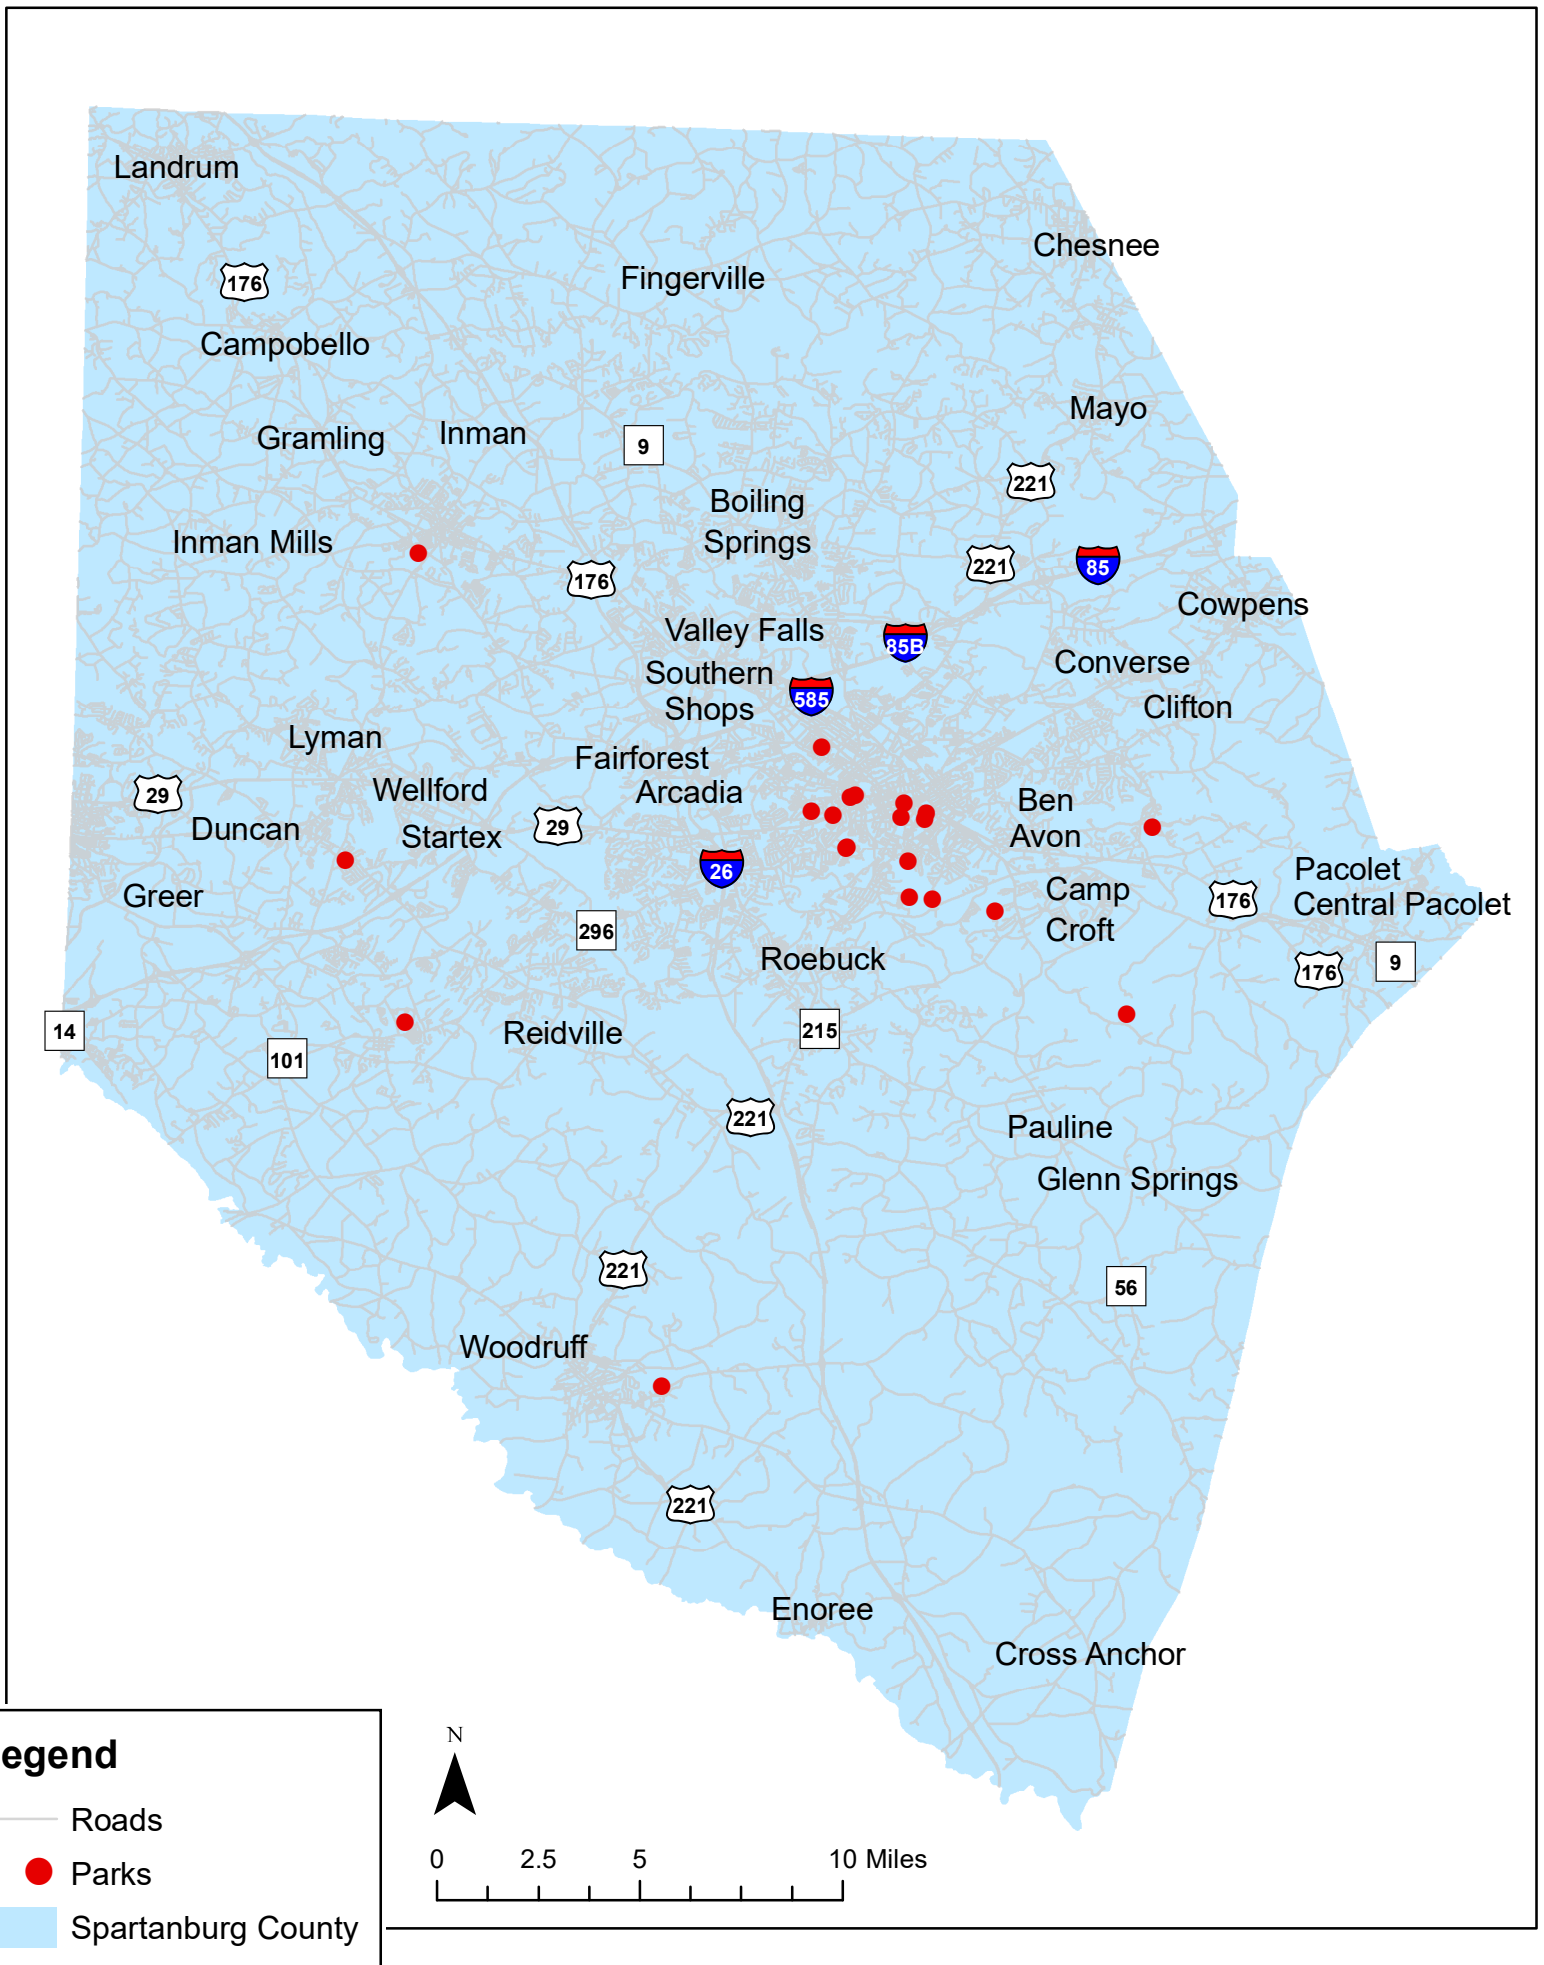 Landrum
Chesnee
176
Fingerville
Campobello
Mayo
Gramling
Inman
9
221
Boiling
Springs
Inman Mills
176
221
85
Cowpens
Valley Falls
85B
Converse
Southern
Shops
585
Clifton
Lyman
Fairforest
29
Wellford
Arcadia
Ben
Avon
Duncan
Startex
29
26
Pacolet
Greer
Camp
Croft
176
Central Pacolet
296
Roebuck
176
9
14
101
Reidville
215
221
Pauline
Glenn Springs
221
56
Woodruff
221
Enoree
Cross Anchor
egend
Roads
Parks
Spartanburg County
N
0 2.5 5 10 Miles